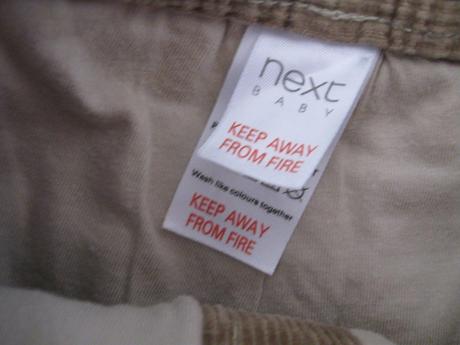 next
BABY
KEEP AWAY
FROM FIRE
Wash like colours together
KEEP AWAY
FROM FIRE